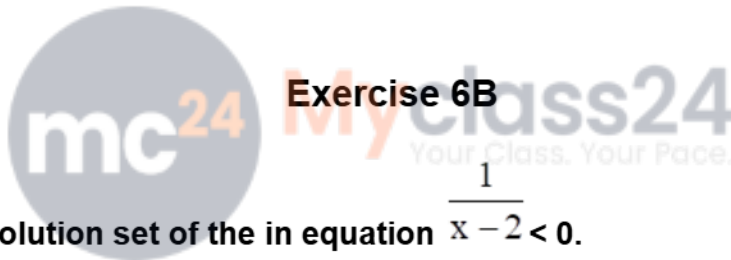 Exercise 6B
mc24 Myclass24
Your Class. Your Pace.
olution set of the in equation 1/(x – 2) < 0.